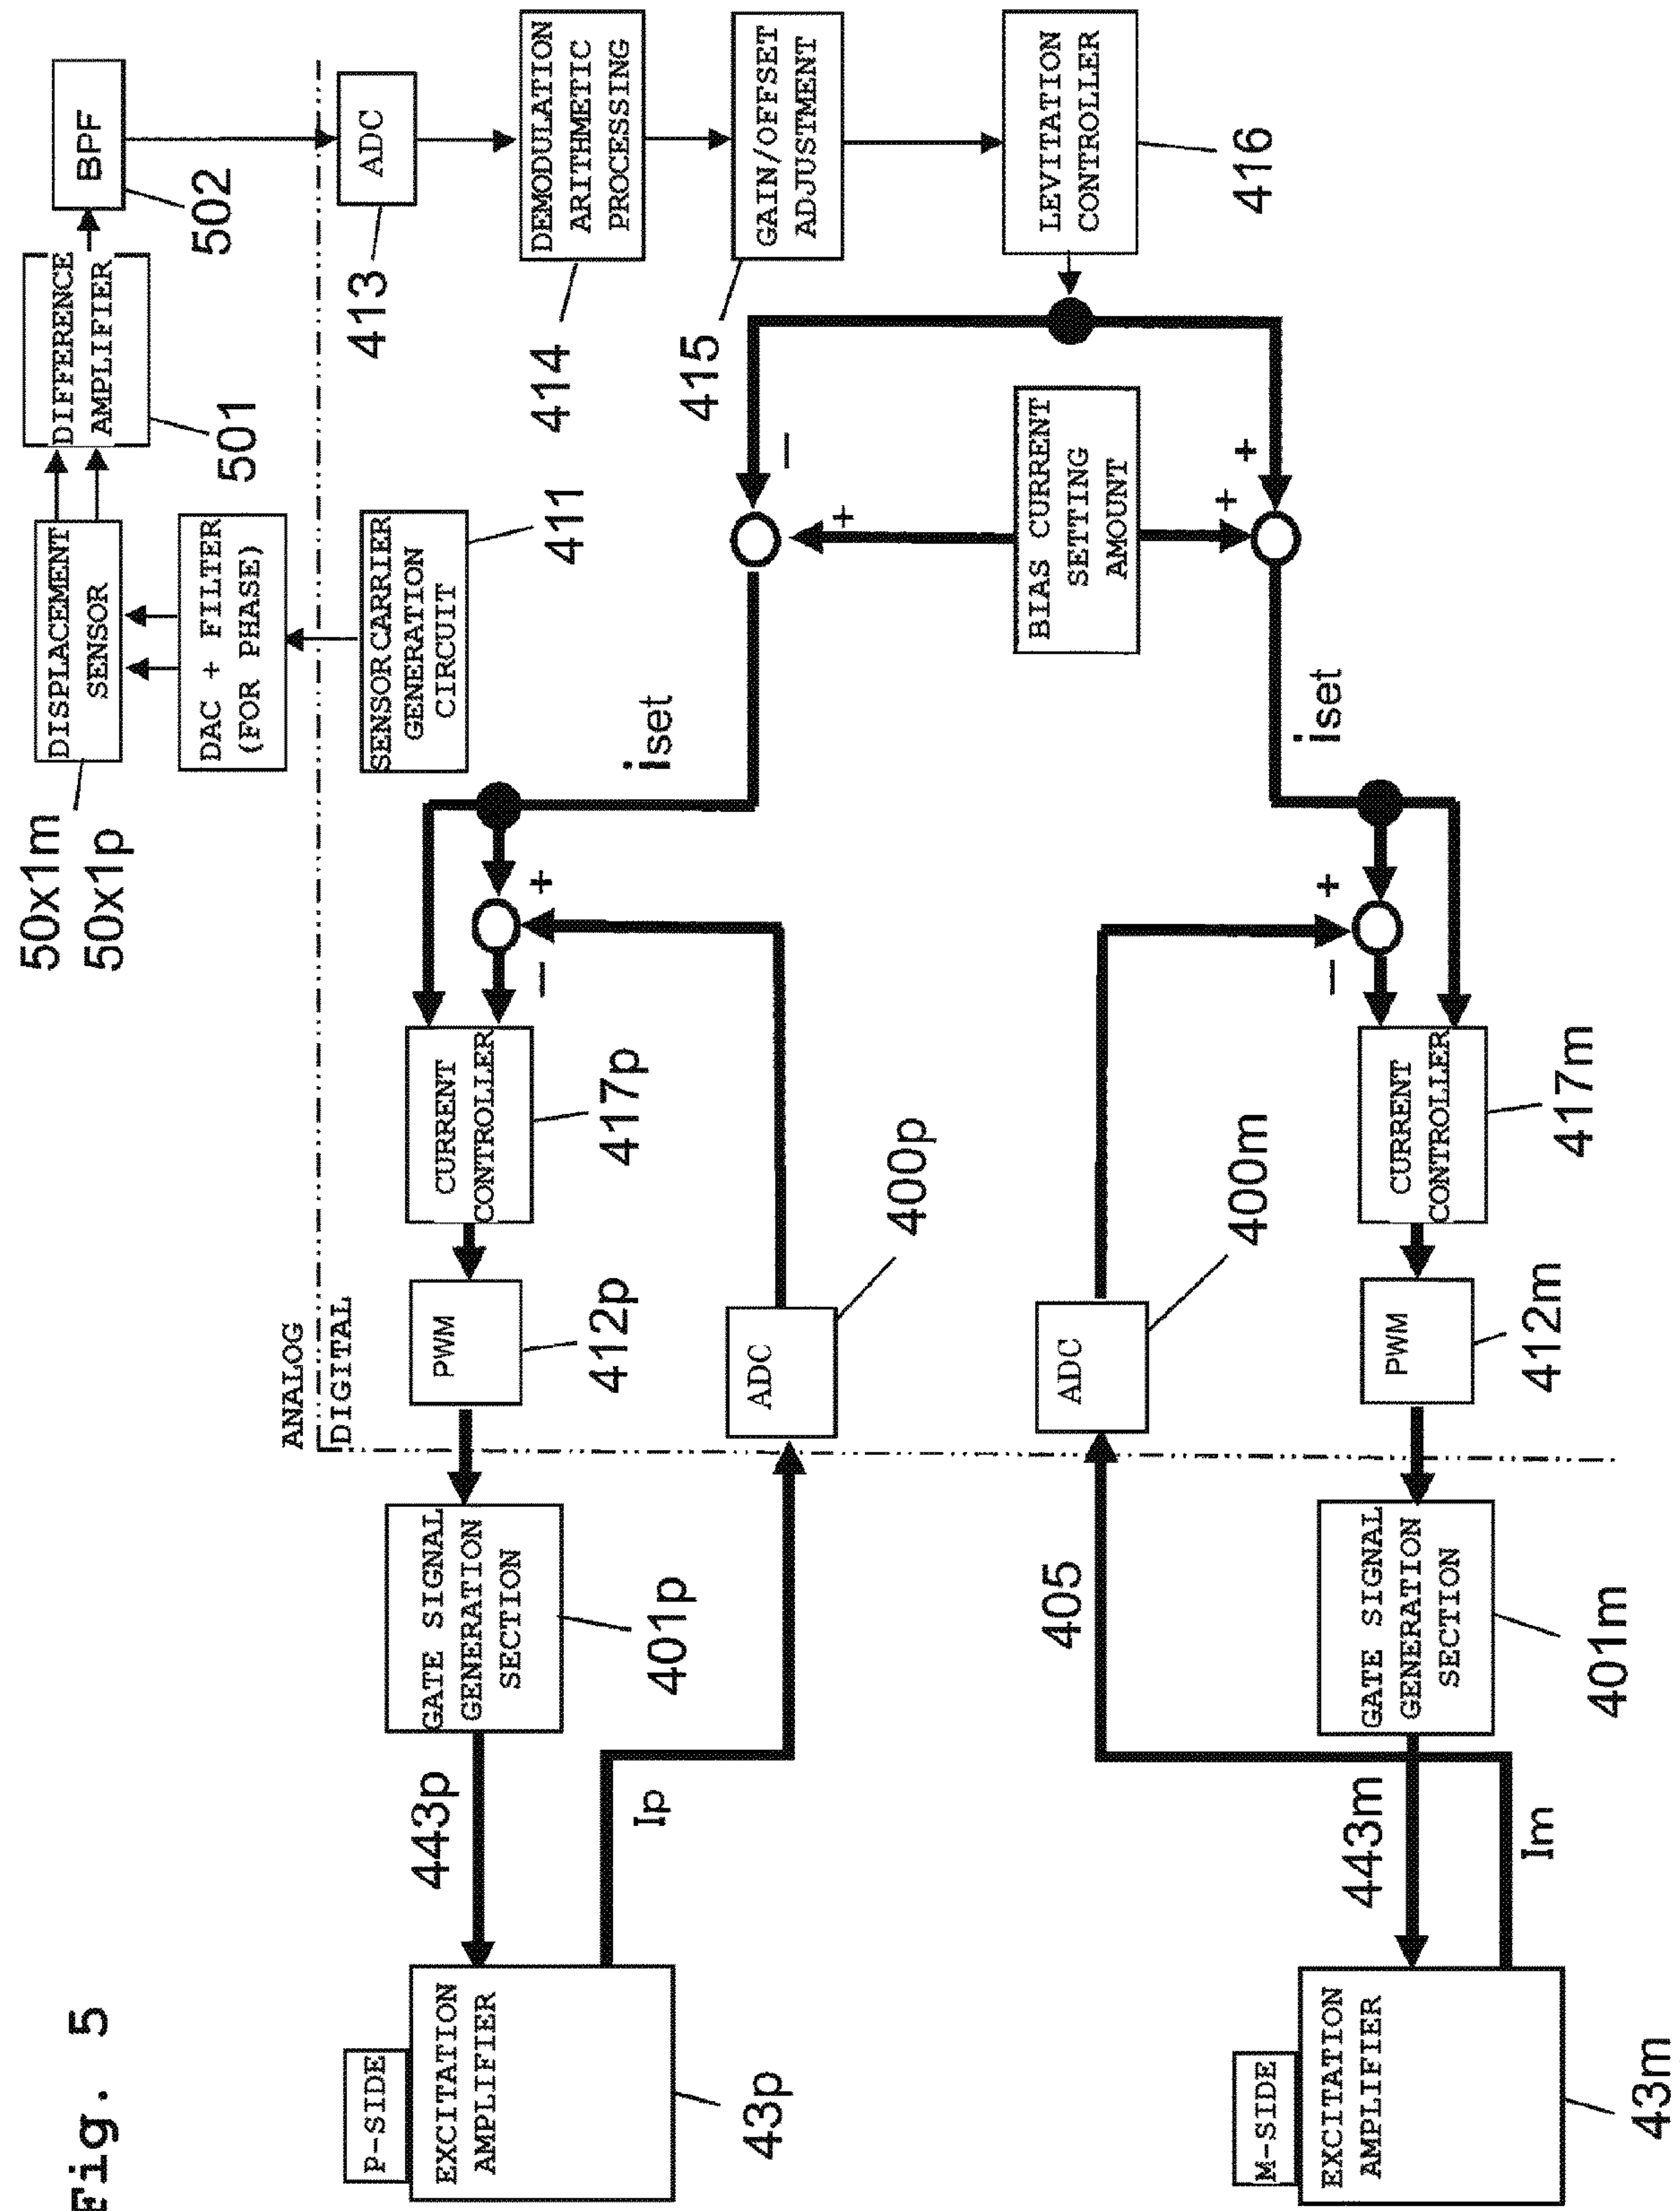 Fig. 5
50x1m
50x1p
DISPLACEMENT
SENSOR
DIFFERENCE
AMPLIFIER
501
BPF
502
DAC + FILTER
(FOR PHASE)
ANALOG
DIGITAL
SENSOR CARRIER
GENERATION
CIRCUIT
411
ADC
413
DEMODULATION
ARITHMETIC
PROCESSING
414
GAIN/OFFSET
ADJUSTMENT
415
LEVITATION
CONTROLLER
416
P-SIDE
EXCITATION
AMPLIFIER
43p
443p
Ip
GATE SIGNAL
GENERATION
SECTION
401p
PWM
412p
CURRENT
CONTROLLER
417p
ADC
400p
−
+
iset
−
+
BIAS CURRENT
SETTING
AMOUNT
+
+
iset
−
+
ADC
400m
405
CURRENT
CONTROLLER
417m
PWM
412m
GATE SIGNAL
GENERATION
SECTION
401m
443m
Im
M-SIDE
EXCITATION
AMPLIFIER
43m